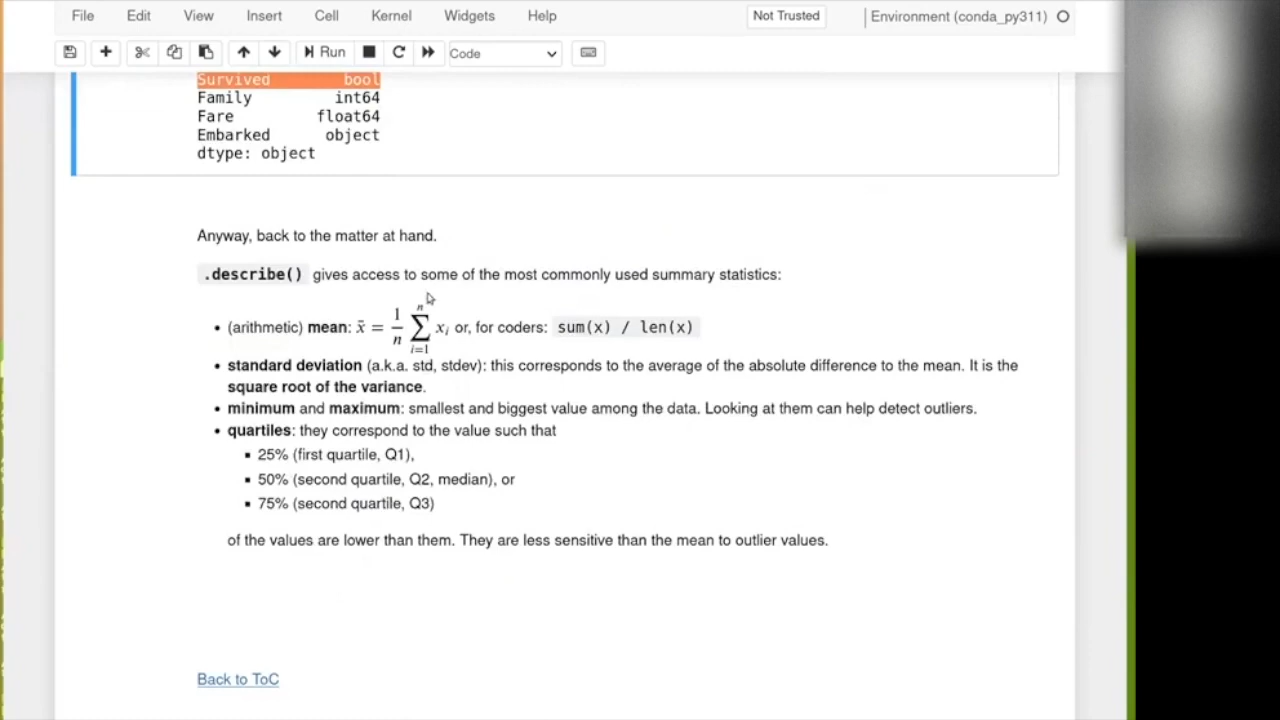 File Edit View Insert Cell Kernel Widgets Help Not Trusted Environment (conda_py311)
Run Code
Survived bool
Family int64
Fare float64
Embarked object
dtype: object
Anyway, back to the matter at hand.
.describe() gives access to some of the most commonly used summary statistics:
• (arithmetic) mean: x̄ = 1/n ∑ᵢ₌₁ⁿ xᵢ or, for coders: sum(x) / len(x)
• standard deviation (a.k.a. std, stdev): this corresponds to the average of the absolute difference to the mean. It is the
square root of the variance.
• minimum and maximum: smallest and biggest value among the data. Looking at them can help detect outliers.
• quartiles: they correspond to the value such that
▪ 25% (first quartile, Q1),
▪ 50% (second quartile, Q2, median), or
▪ 75% (second quartile, Q3)
of the values are lower than them. They are less sensitive than the mean to outlier values.
Back to ToC